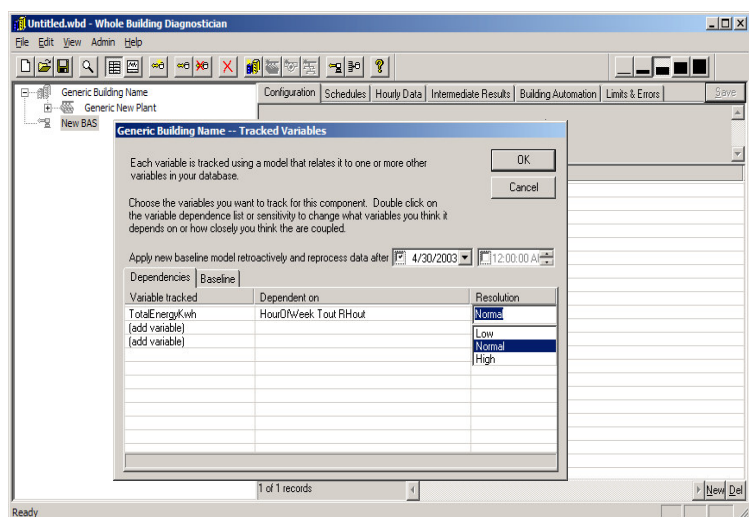 Untitled.wbd - Whole Building Diagnostician
File Edit View Admin Help
Generic Building Name
Generic New Plant
New BAS
Configuration Schedules Hourly Data Intermediate Results Building Automation Limits & Errors Save
Generic Building Name -- Tracked Variables
Each variable is tracked using a model that relates it to one or more other
variables in your database.
OK
Cancel
Choose the variables you want to track for this component. Double click on
the variable dependence list or sensitivity to change what variables you think it
depends on or how closely you think the are coupled.
Apply new baseline model retroactively and reprocess data after 4/30/2003 12:00:00 A
Dependencies Baseline
Variable tracked Dependent on Resolution
TotalEnergyKwh HourOfWeek Tout RHout Normal
(add variable)
(add variable)
Low
Normal
High
1 of 1 records
New Del
Ready